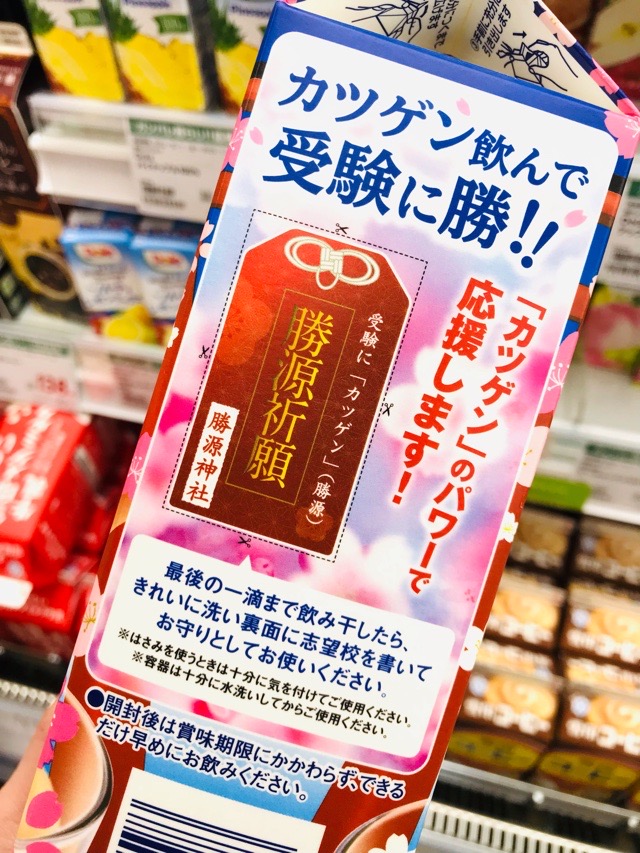 カツゲン飲んで
受験に勝!!
「カツゲン」のパワーで
応援します!
受験に「カツゲン」(勝源)
勝源祈願
勝源神社
最後の一滴まで飲み干したら、
きれいに洗い裏面に志望校を書いて
お守りとしてお使いください。
※はさみを使うときは十分に気を付けてご使用ください。
※容器は十分に水洗いしてからご使用ください。
●開封後は賞味期限にかかわらず、できる
だけ早めにお飲みください。
138